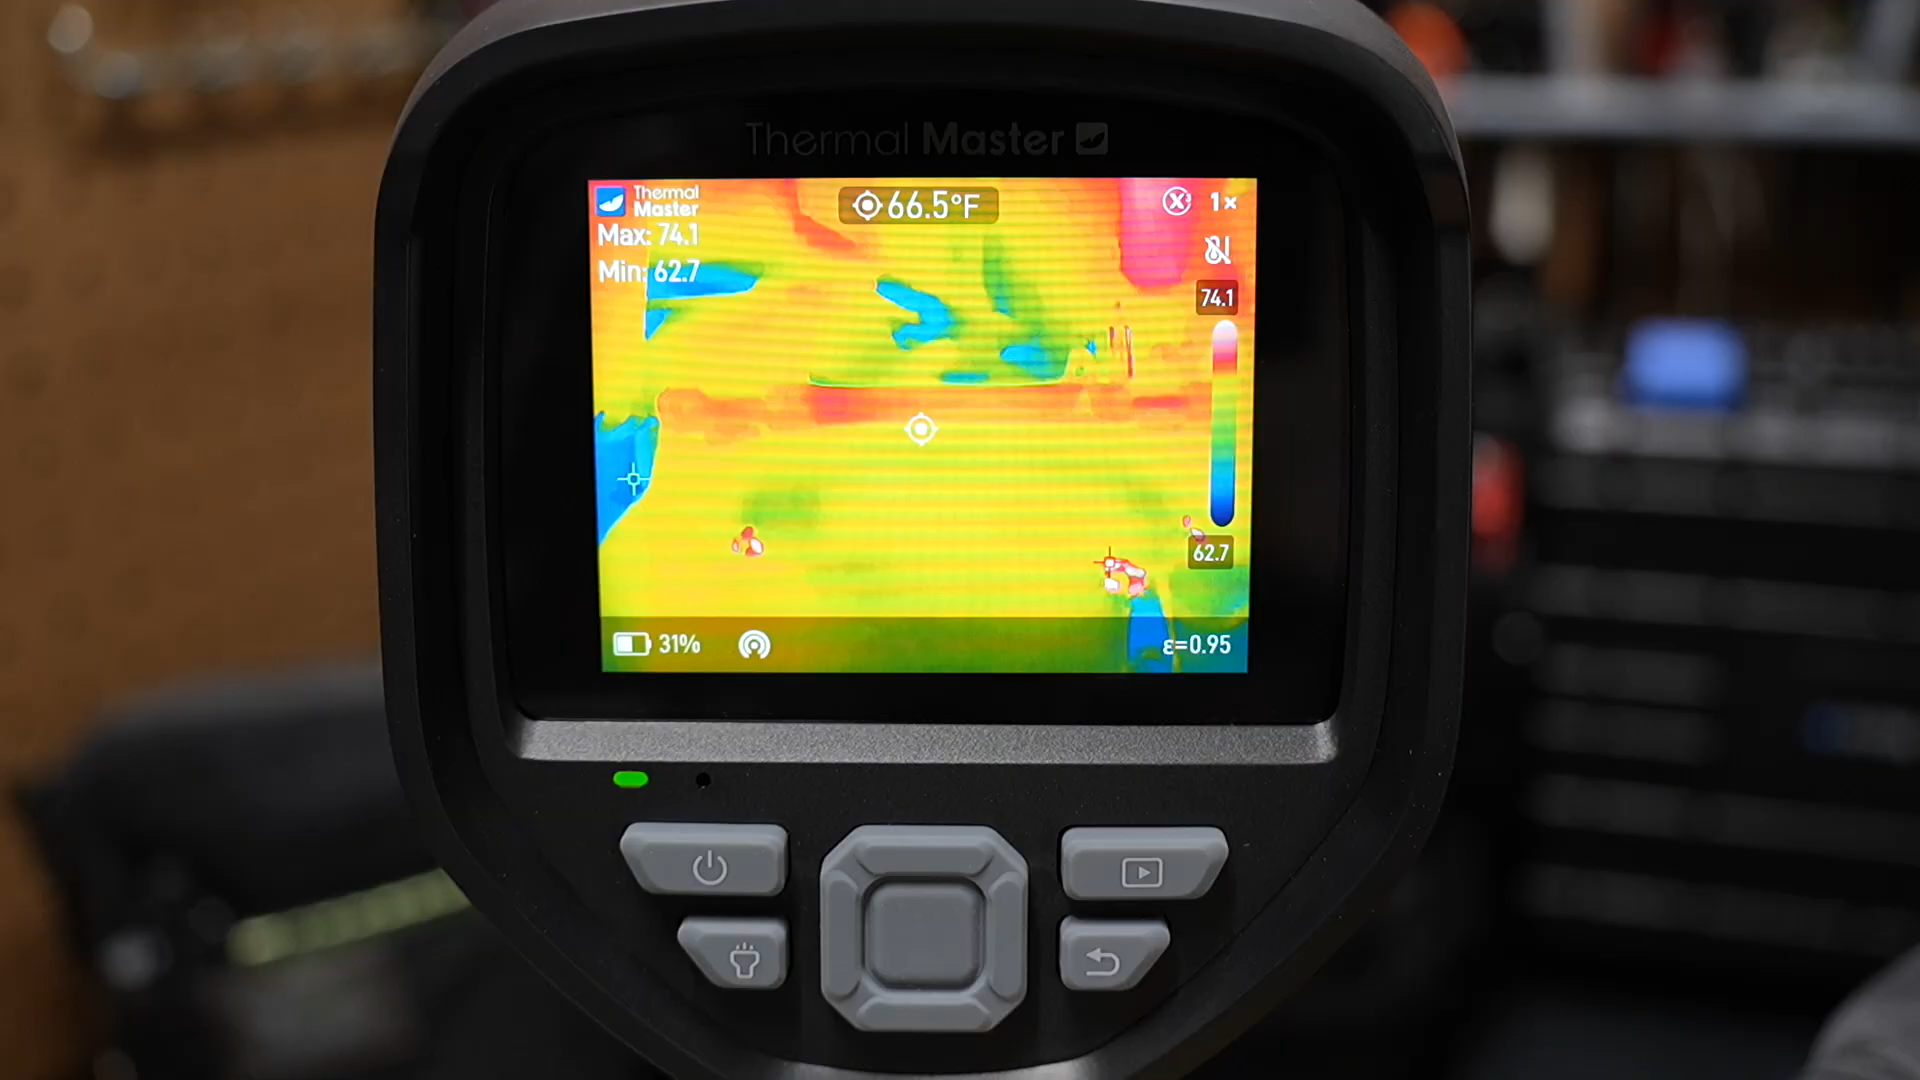 Thermal Master
Thermal
Master
66.5°F
X³ 1×
Max: 74.1
Min: 62.7
74.1
62.7
31%
ε=0.95